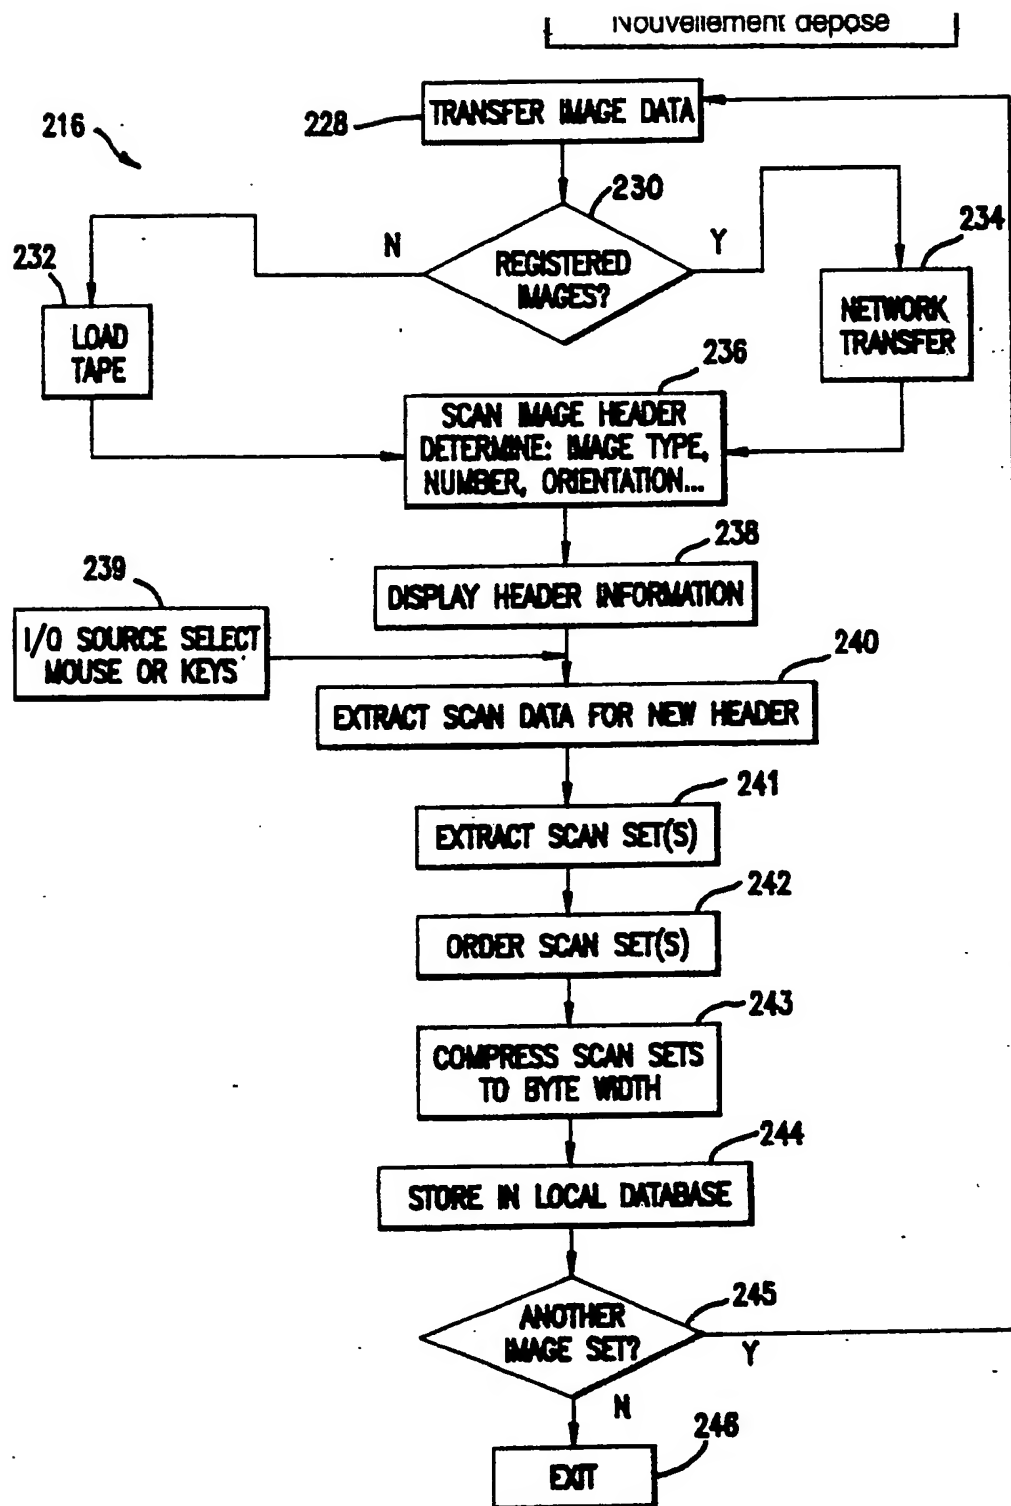 Nouvellement déposé
216
228
TRANSFER IMAGE DATA
230
REGISTERED
IMAGES?
N
Y
232
LOAD
TAPE
234
NETWORK
TRANSFER
236
SCAN IMAGE HEADER
DETERMINE: IMAGE TYPE,
NUMBER, ORIENTATION...
238
DISPLAY HEADER INFORMATION
239
I/O SOURCE SELECT
MOUSE OR KEYS
240
EXTRACT SCAN DATA FOR NEW HEADER
241
EXTRACT SCAN SET(S)
242
ORDER SCAN SET(S)
243
COMPRESS SCAN SETS
TO BYTE WIDTH
244
STORE IN LOCAL DATABASE
245
ANOTHER
IMAGE SET?
Y
N
246
EXIT